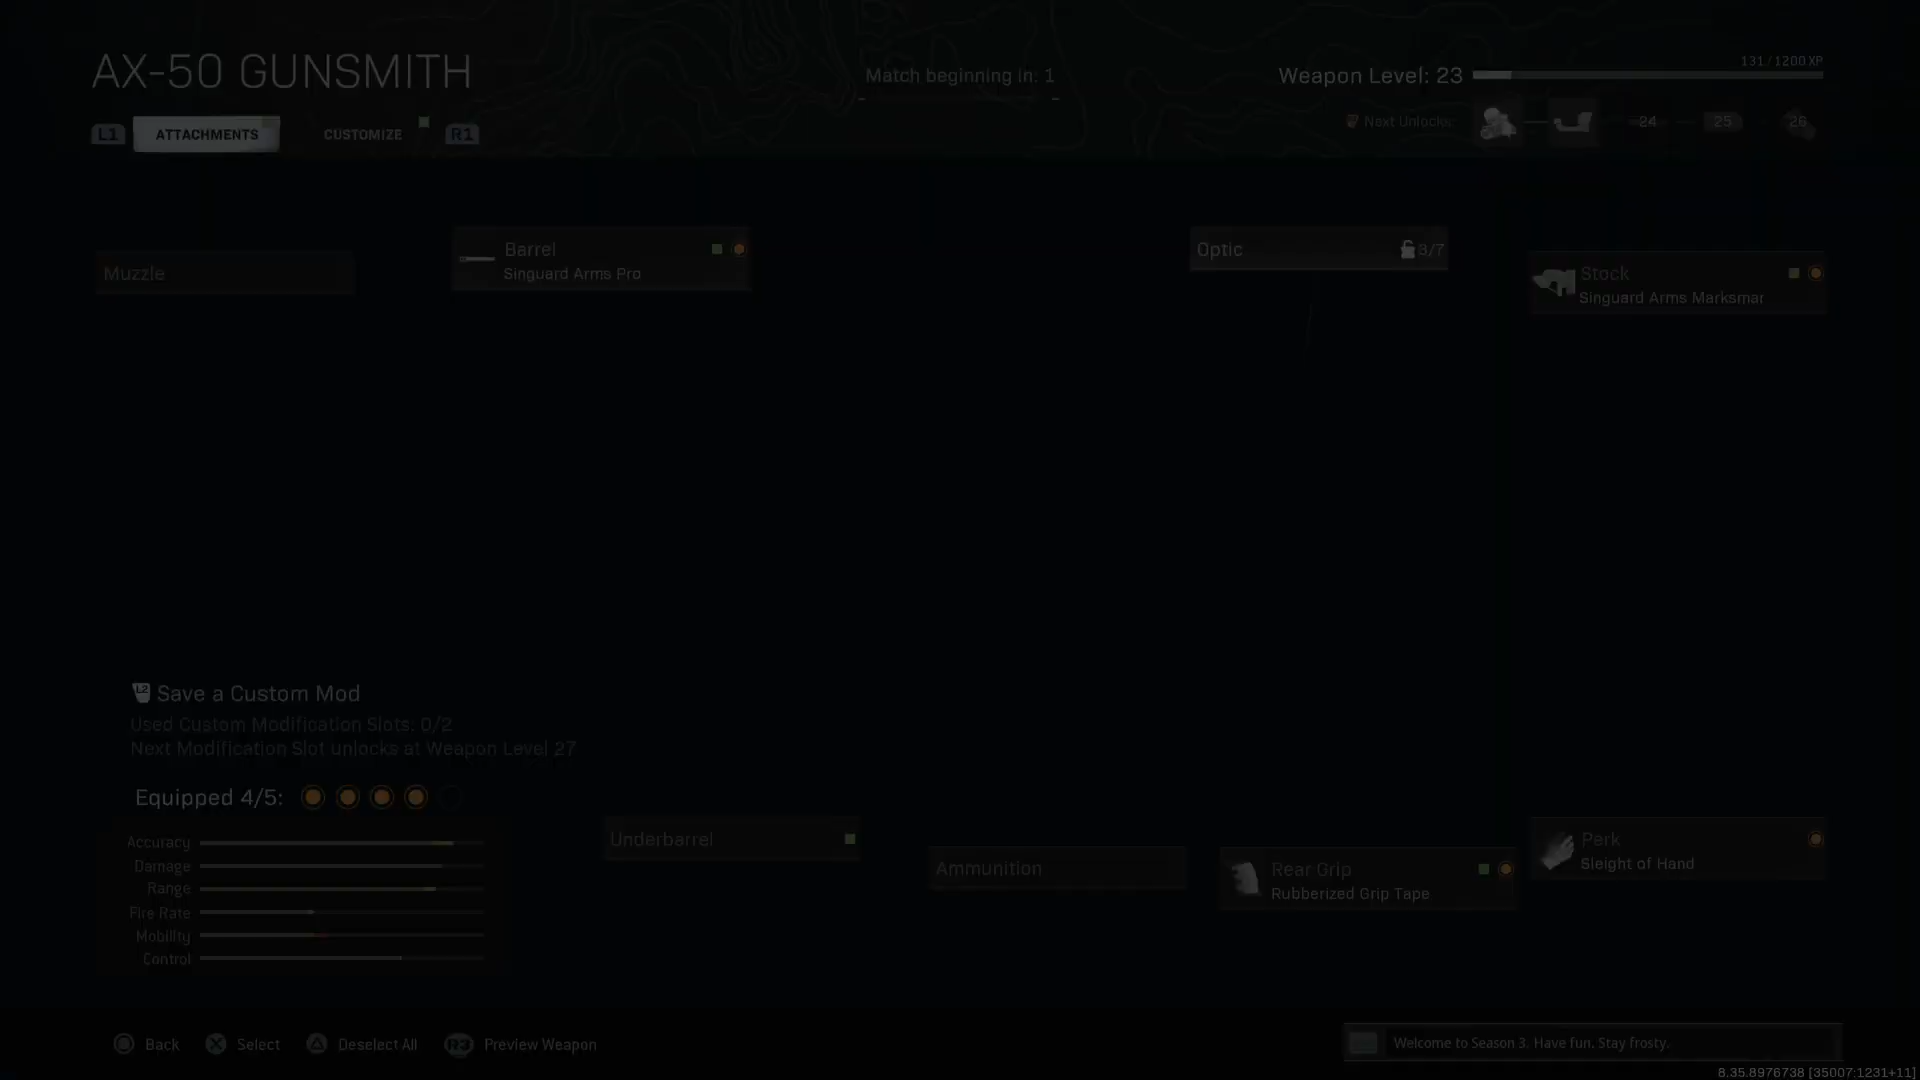 AX-50 GUNSMITH
Match beginning in: 1
Weapon Level: 23
131 / 1200 XP
L1
ATTACHMENTS
CUSTOMIZE
R1
Next Unlocks:
24
25
26
Muzzle
Barrel
Singuard Arms Pro
Optic
3/7
Stock
Singuard Arms Marksmar
L2 Save a Custom Mod
Used Custom Modification Slots: 0/2
Next Modification Slot unlocks at Weapon Level 27
Equipped 4/5:
Accuracy
Damage
Range
Fire Rate
Mobility
Control
Underbarrel
Ammunition
Rear Grip
Rubberized Grip Tape
Perk
Sleight of Hand
Back
Select
Deselect All
R3 Preview Weapon
Welcome to Season 3. Have fun. Stay frosty.
8.35.8976738 [35007:1231+11]